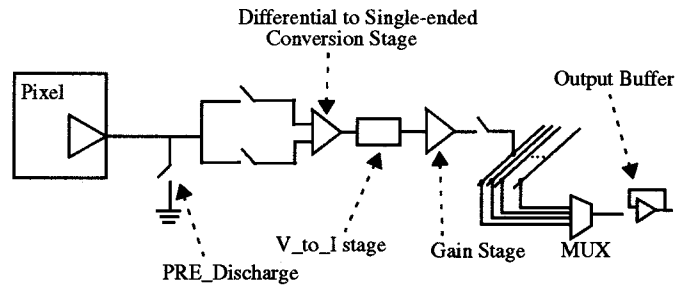 Differential to Single-ended
Conversion Stage
Pixel
Output Buffer
...
V_to_I stage
Gain Stage
MUX
PRE_Discharge